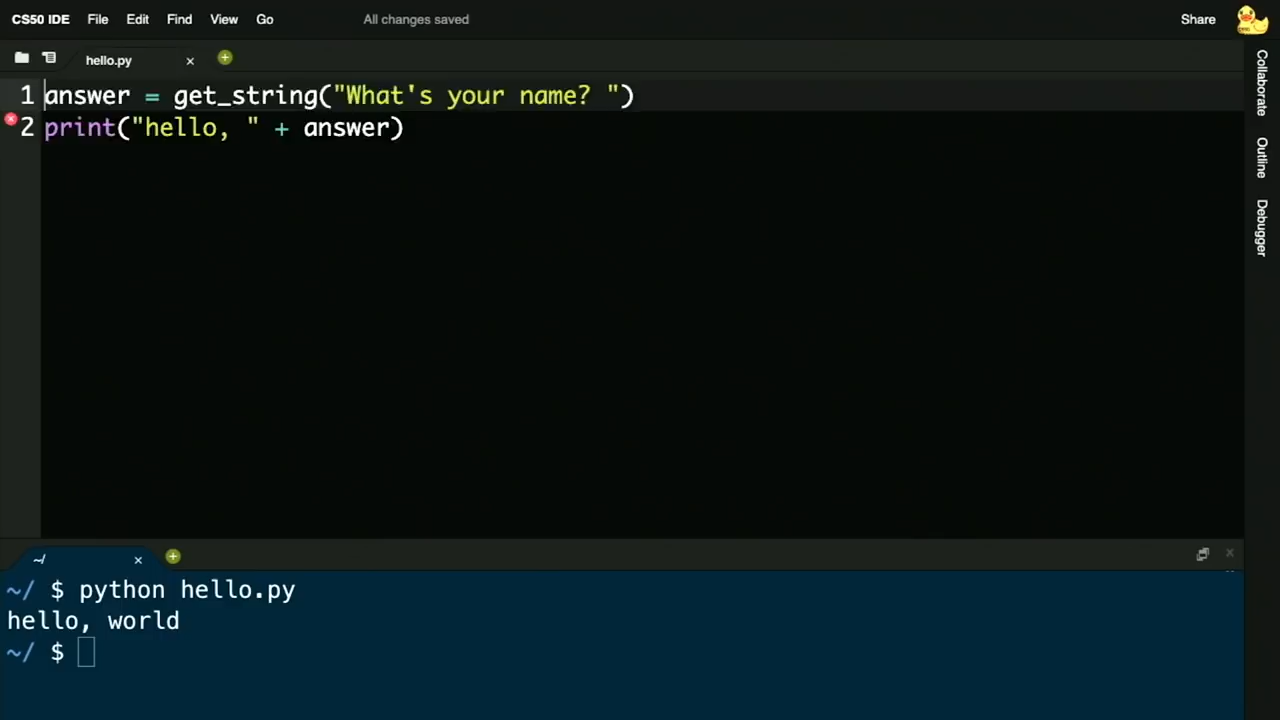 CS50 IDE File Edit Find View Go All changes saved Share
hello.py
1 answer = get_string("What's your name? ")
2 print("hello, " + answer)
Collaborate
Outline
Debugger
~/
~/ $ python hello.py
hello, world
~/ $